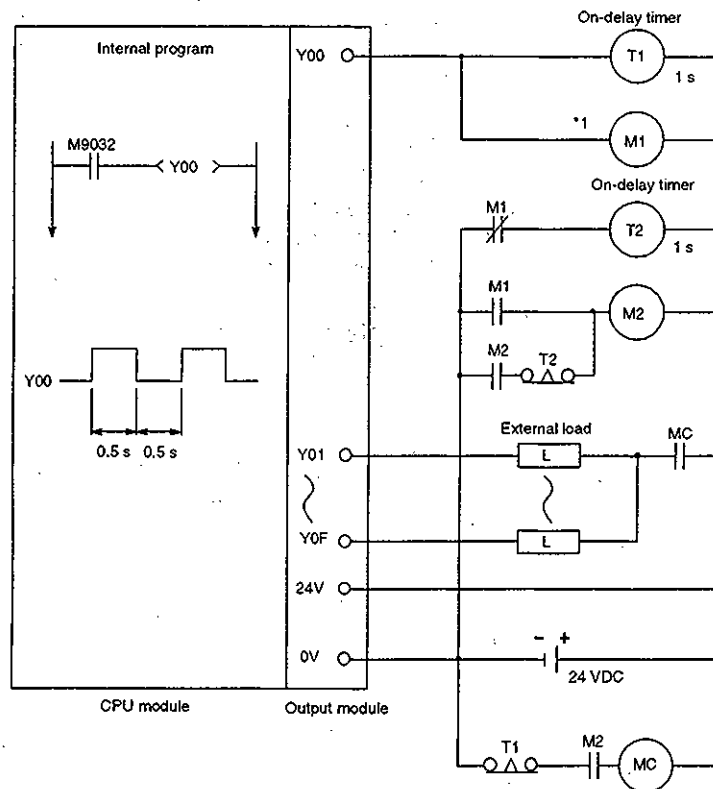 On-delay timer
Internal program
Y00
T1
1 s
M9032
Y00
*1
M1
On-delay timer
M1
T2
1 s
M1
M2
M2
T2
Y00
0.5 s
0.5 s
External load
Y01
L
MC
Y0F
L
24V
- +
0V
24 VDC
CPU module
Output module
T1
M2
MC